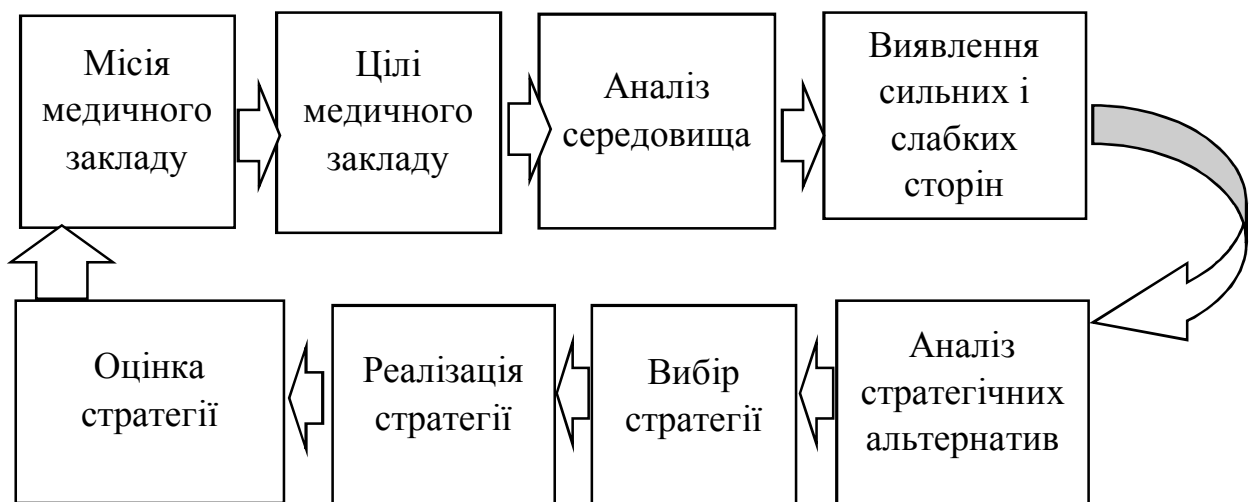 Місія
медичного
закладу
Цілі
медичного
закладу
Аналіз
середовища
Виявлення
сильних і
слабких
сторін
Оцінка
стратегії
Реалізація
стратегії
Вибір
стратегії
Аналіз
стратегічних
альтернатив